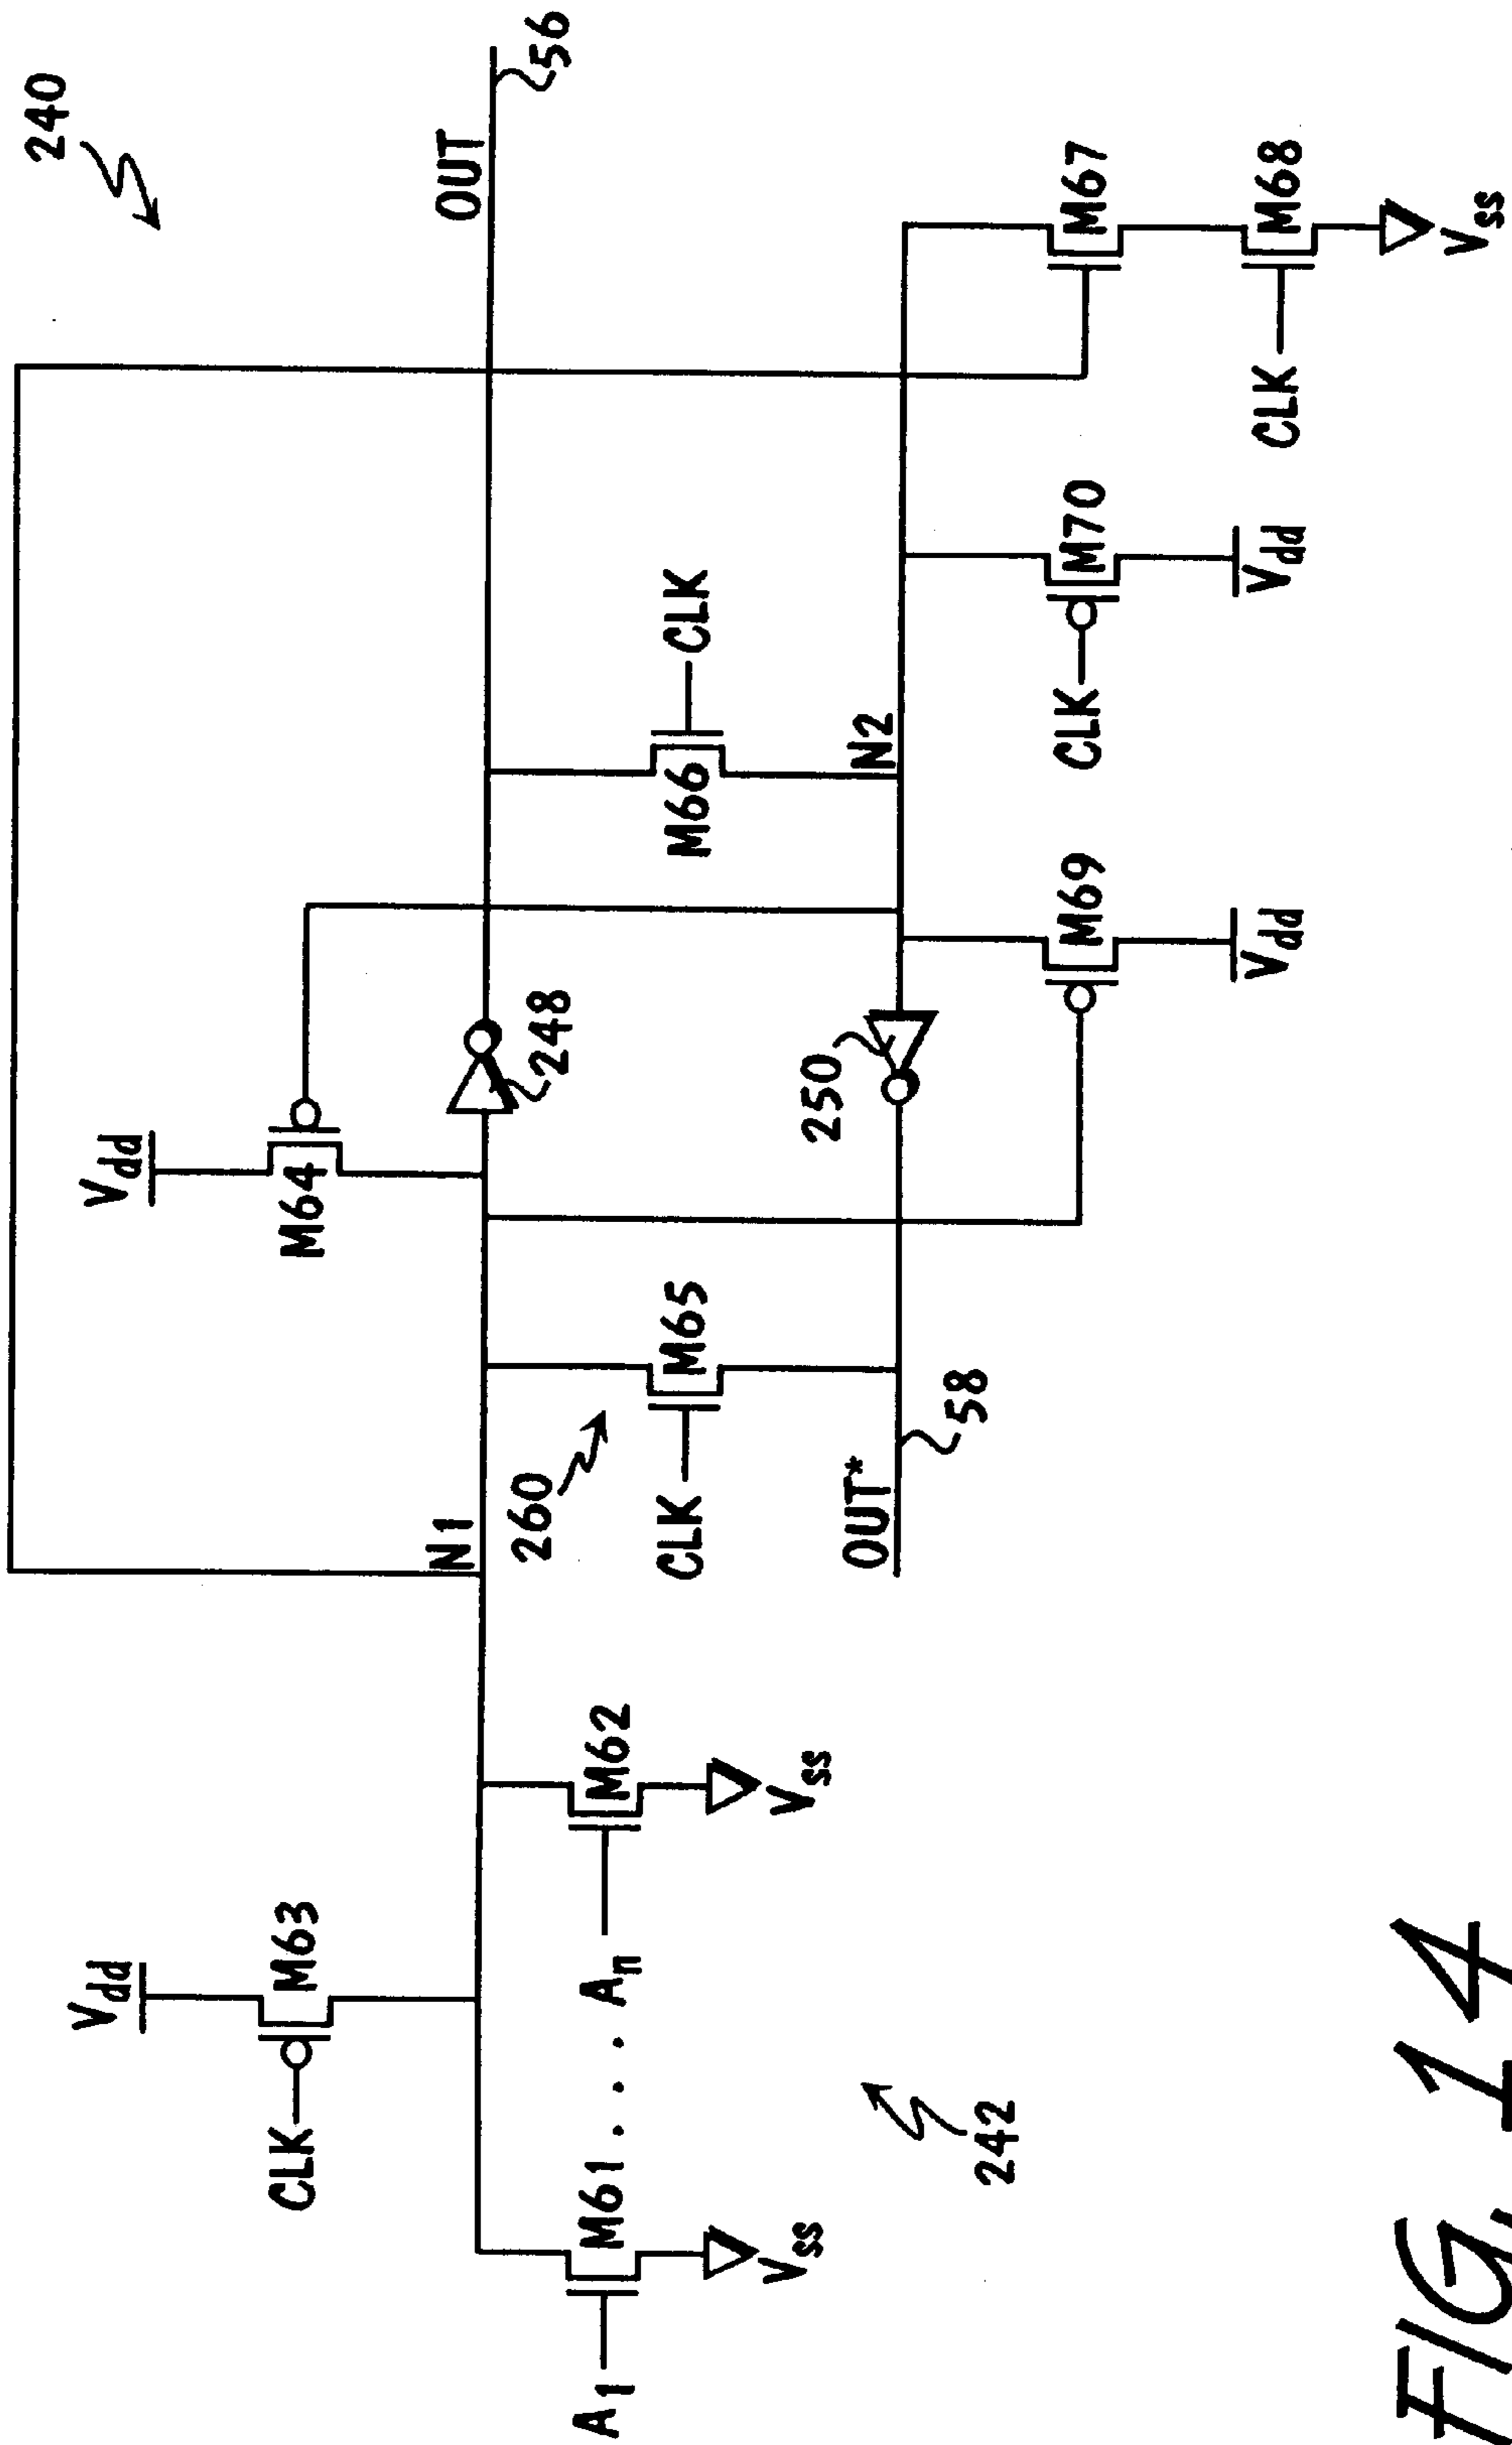 240
OUT
56
Vdd
CLK
M63
Vdd
M64
N1
248
A1
M61 . . . An
M62
Vss
Vss
260
CLK
M65
M66
CLK
242
OUT*
58
250
N2
CLK
M70
Vdd
M69
Vdd
M67
CLK
M68
Vss
FIG. 14